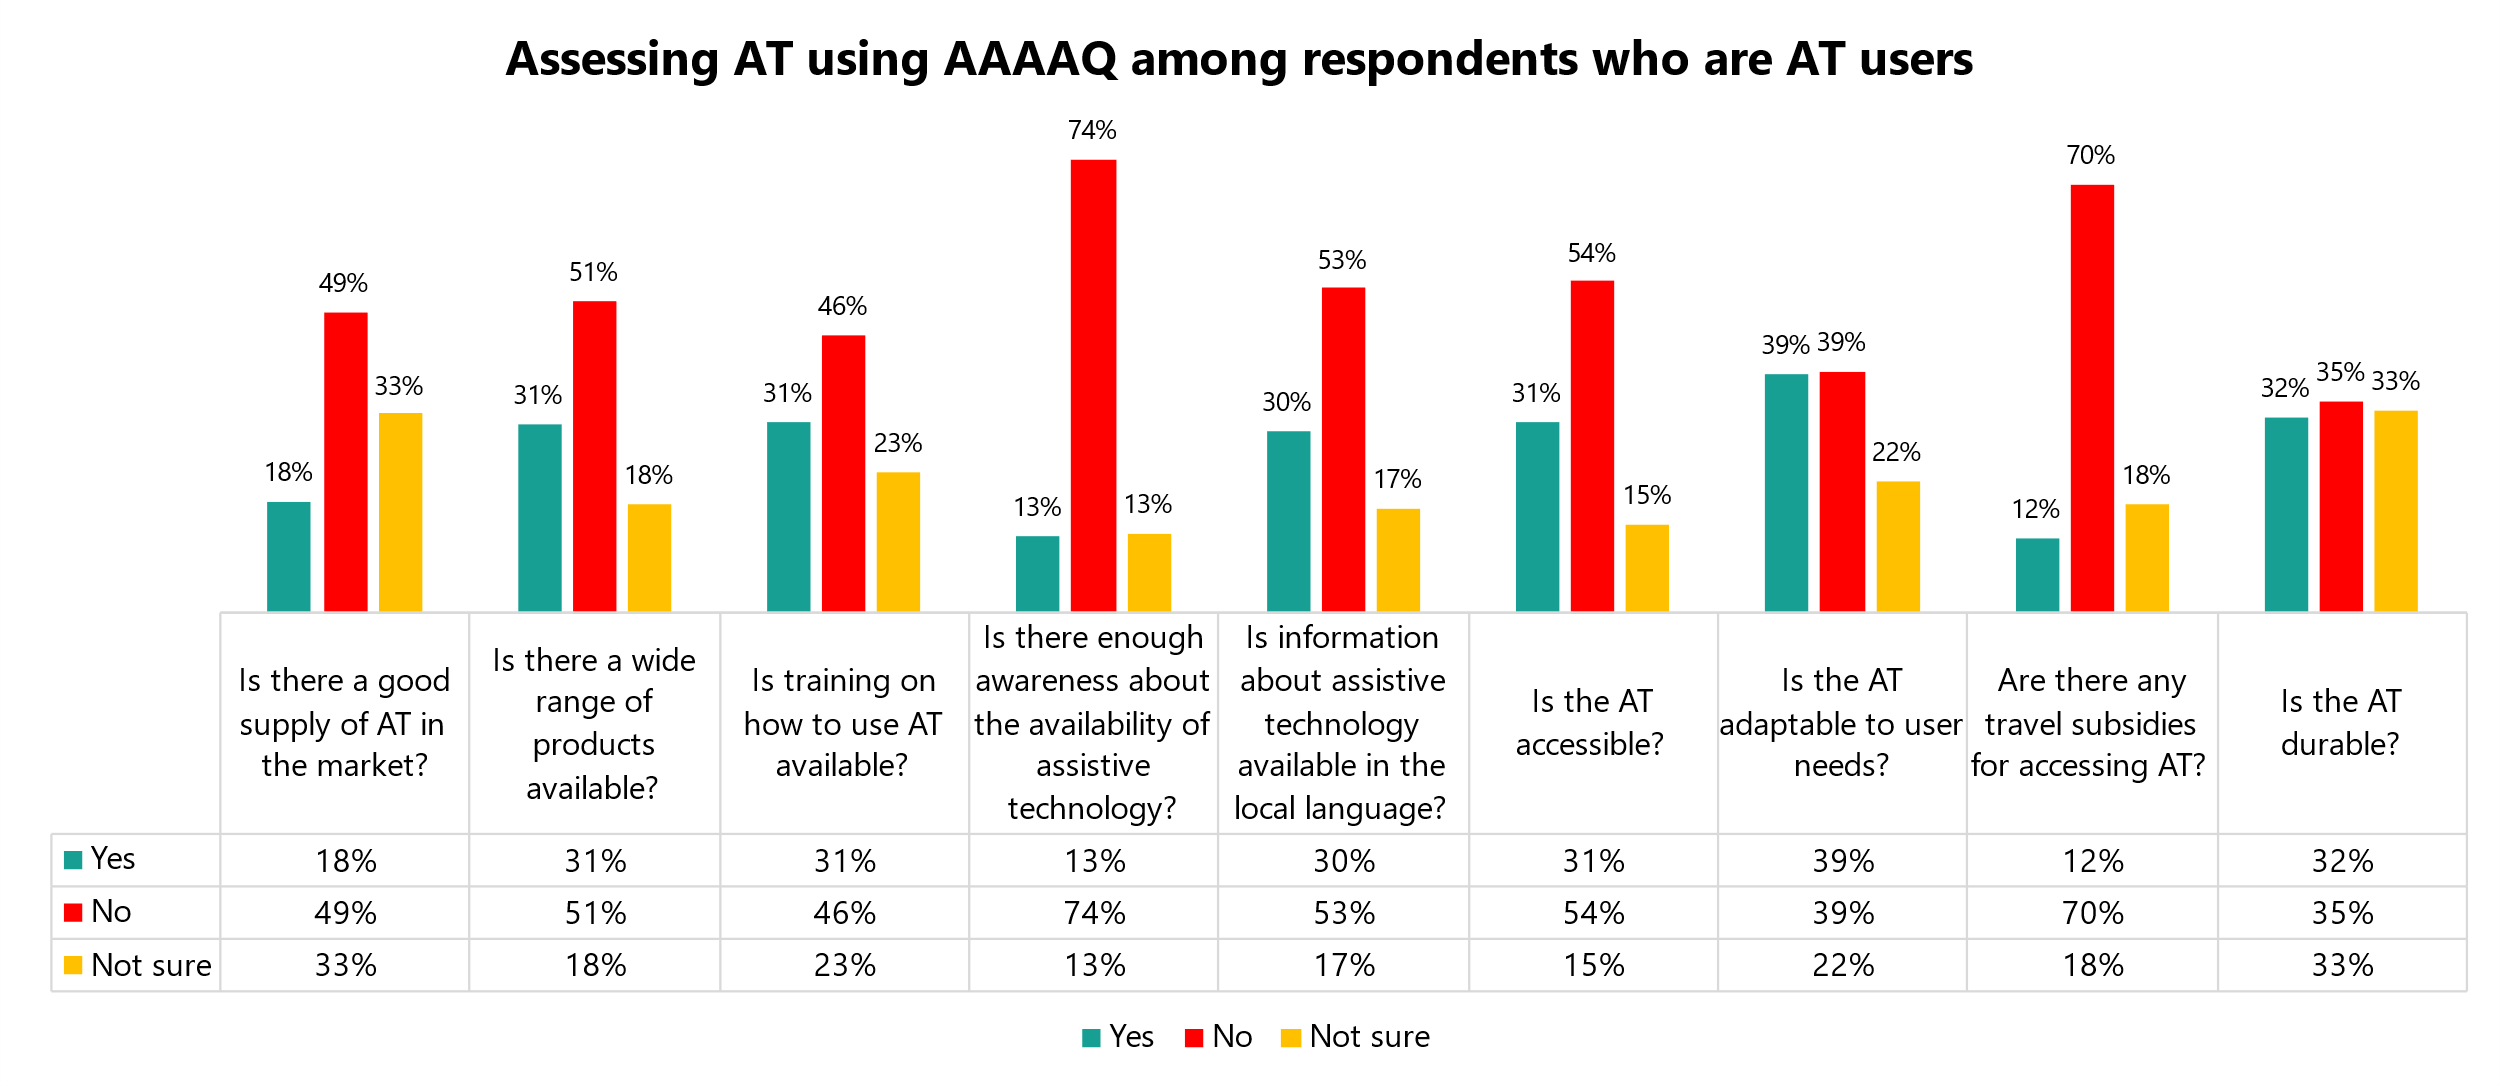 Assessing AT using AAAAQ among respondents who are AT users
18%
49%
33%
31%
51%
18%
31%
46%
23%
13%
74%
13%
30%
53%
17%
31%
54%
15%
39%
39%
22%
12%
70%
18%
32%
35%
33%
Is there a good
supply of AT in
the market?
Is there a wide
range of
products
available?
Is training on
how to use AT
available?
Is there enough
awareness about
the availability of
assistive
technology?
Is information
about assistive
technology
available in the
local language?
Is the AT
accessible?
Is the AT
adaptable to user
needs?
Are there any
travel subsidies
for accessing AT?
Is the AT
durable?
Yes 18% 31% 31% 13% 30% 31% 39% 12% 32%
No 49% 51% 46% 74% 53% 54% 39% 70% 35%
Not sure 33% 18% 23% 13% 17% 15% 22% 18% 33%
Yes No Not sure